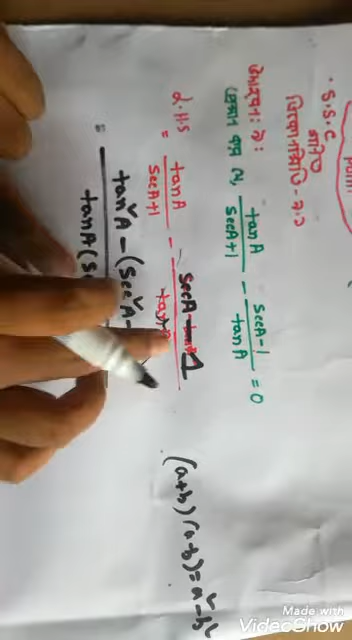 S.S.C
গণিত
ত্রিকোণমিতি - ৯.১
উদাহরণ: ৯:
প্রমাণ কর যে, tanA/secA+1 - secA-1/tanA = 0
L.H.S
= tanA/secA+1 - secA-1/tanA
= tan²A - (sec²A - / tanA(s
(a+b)(a-b)=a²-b²
Made with
VideoShow